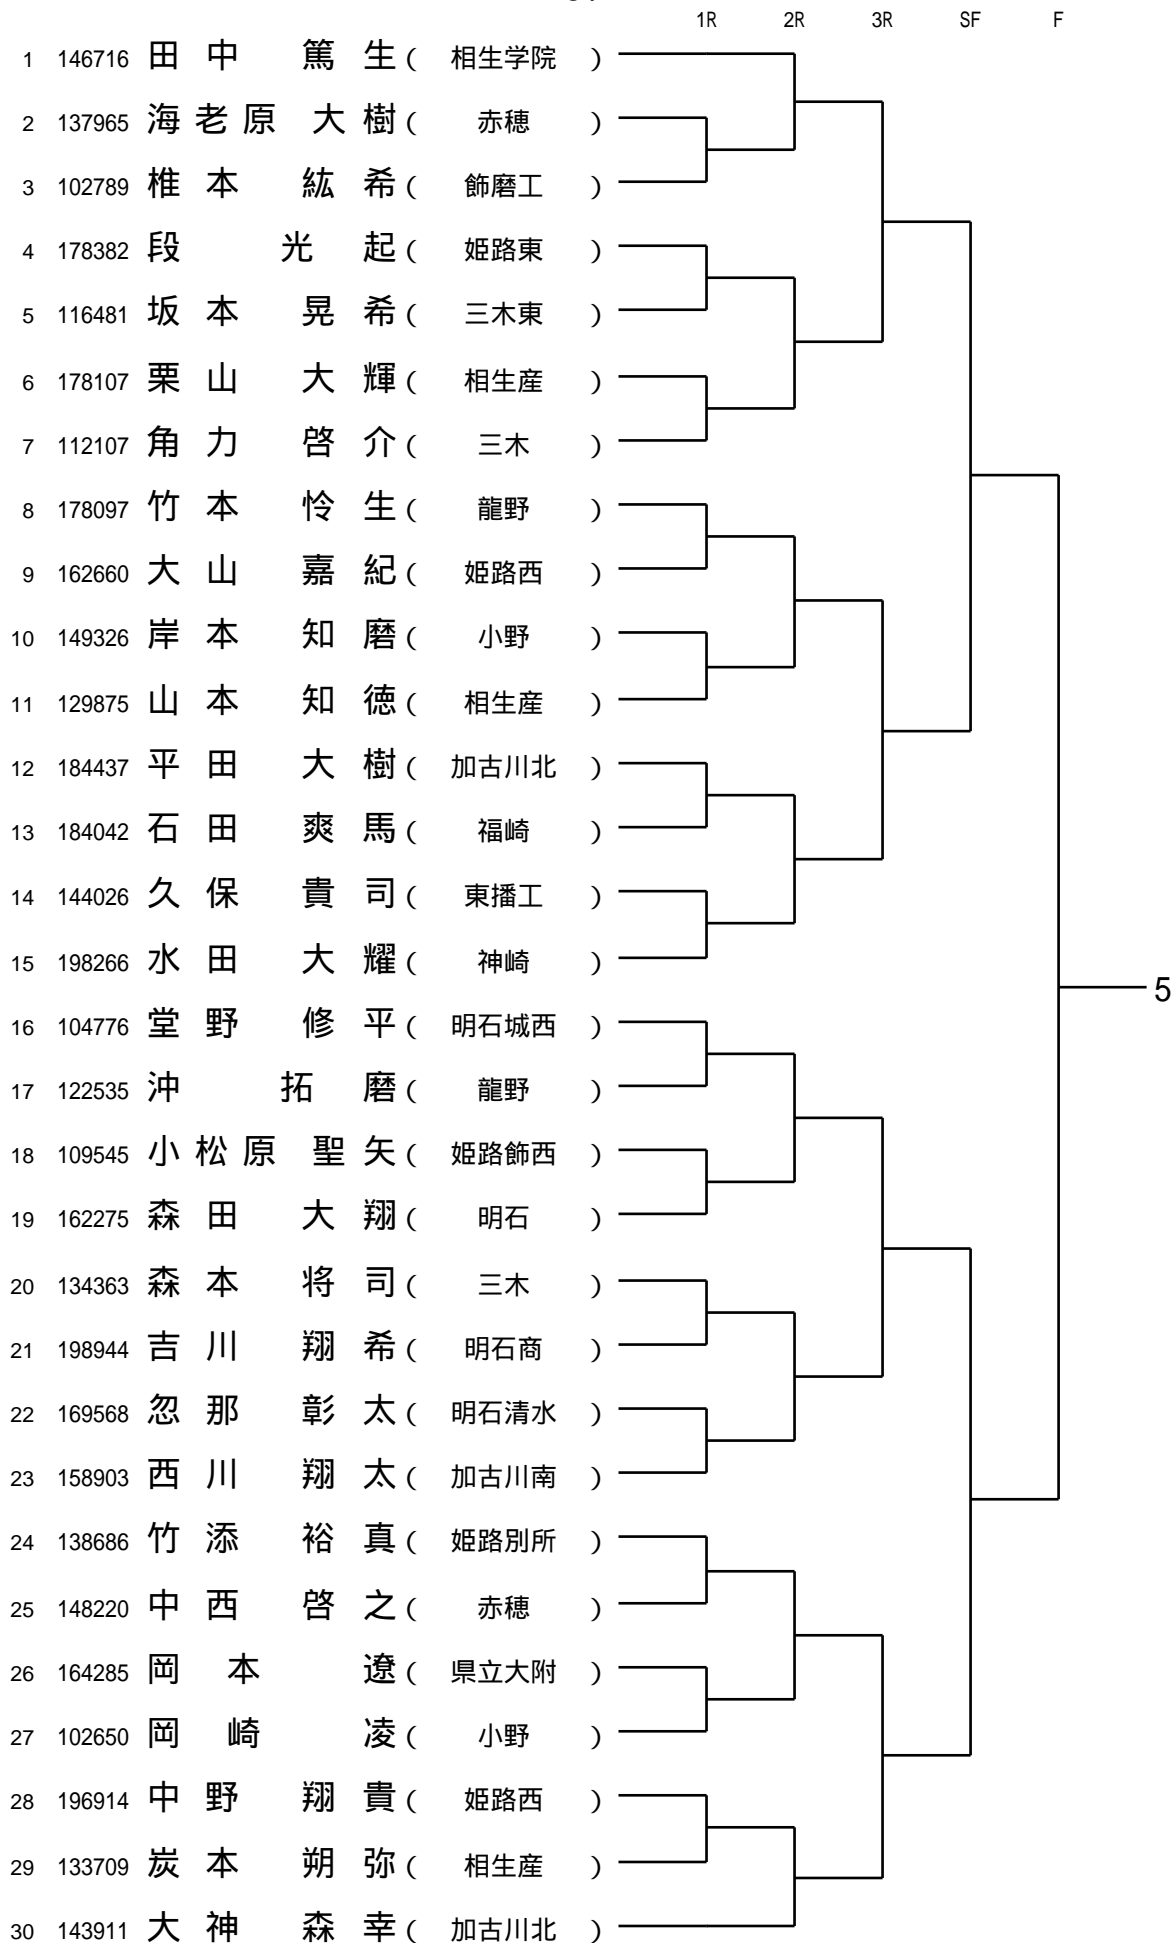 1R 2R 3R SF F
1 146716 田中 篤生 ( 相生学院 )
2 137965 海老原 大樹 ( 赤穂 )
3 102789 椎本 紘希 ( 飾磨工 )
4 178382 段 光起 ( 姫路東 )
5 116481 坂本 晃希 ( 三木東 )
6 178107 栗山 大輝 ( 相生産 )
7 112107 角力 啓介 ( 三木 )
8 178097 竹本 怜生 ( 龍野 )
9 162660 大山 嘉紀 ( 姫路西 )
10 149326 岸本 知磨 ( 小野 )
11 129875 山本 知徳 ( 相生産 )
12 184437 平田 大樹 ( 加古川北 )
13 184042 石田 爽馬 ( 福崎 )
14 144026 久保 貴司 ( 東播工 )
15 198266 水田 大耀 ( 神崎 )
5
16 104776 堂野 修平 ( 明石城西 )
17 122535 沖 拓磨 ( 龍野 )
18 109545 小松原 聖矢 ( 姫路飾西 )
19 162275 森田 大翔 ( 明石 )
20 134363 森本 将司 ( 三木 )
21 198944 吉川 翔希 ( 明石商 )
22 169568 忽那 彰太 ( 明石清水 )
23 158903 西川 翔太 ( 加古川南 )
24 138686 竹添 裕真 ( 姫路別所 )
25 148220 中西 啓之 ( 赤穂 )
26 164285 岡本 遼 ( 県立大附 )
27 102650 岡崎 凌 ( 小野 )
28 196914 中野 翔貴 ( 姫路西 )
29 133709 炭本 朔弥 ( 相生産 )
30 143911 大神 森幸 ( 加古川北 )